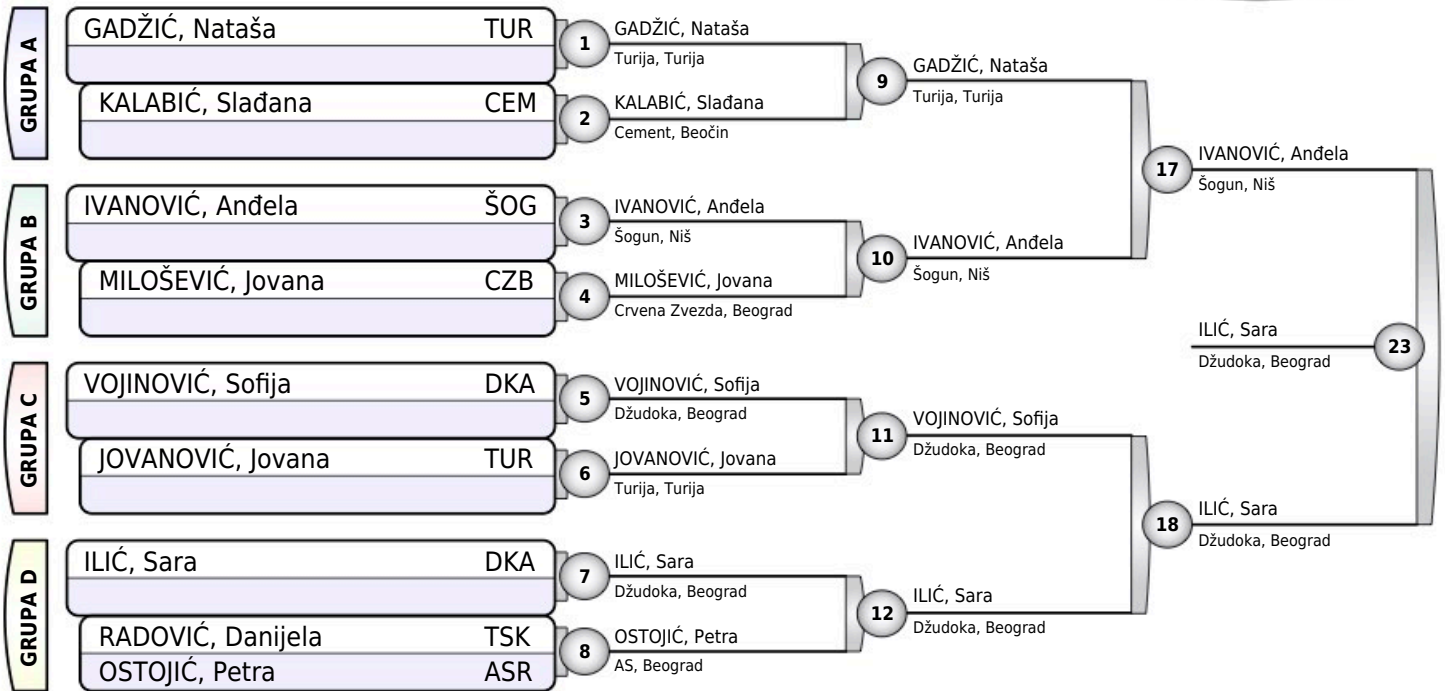 GRUPA A
GADŽIĆ, Nataša TUR
KALABIĆ, Slađana CEM
GRUPA B
IVANOVIĆ, Anđela ŠOG
MILOŠEVIĆ, Jovana CZB
GRUPA C
VOJINOVIĆ, Sofija DKA
JOVANOVIĆ, Jovana TUR
GRUPA D
ILIĆ, Sara DKA
RADOVIĆ, Danijela TSK
OSTOJIĆ, Petra ASR
1
GADŽIĆ, Nataša
Turija, Turija
2
KALABIĆ, Slađana
Cement, Beočin
3
IVANOVIĆ, Anđela
Šogun, Niš
4
MILOŠEVIĆ, Jovana
Crvena Zvezda, Beograd
5
VOJINOVIĆ, Sofija
Džudoka, Beograd
6
JOVANOVIĆ, Jovana
Turija, Turija
7
ILIĆ, Sara
Džudoka, Beograd
8
OSTOJIĆ, Petra
AS, Beograd
9
GADŽIĆ, Nataša
Turija, Turija
10
IVANOVIĆ, Anđela
Šogun, Niš
11
VOJINOVIĆ, Sofija
Džudoka, Beograd
12
ILIĆ, Sara
Džudoka, Beograd
17
IVANOVIĆ, Anđela
Šogun, Niš
18
ILIĆ, Sara
Džudoka, Beograd
ILIĆ, Sara
Džudoka, Beograd
23